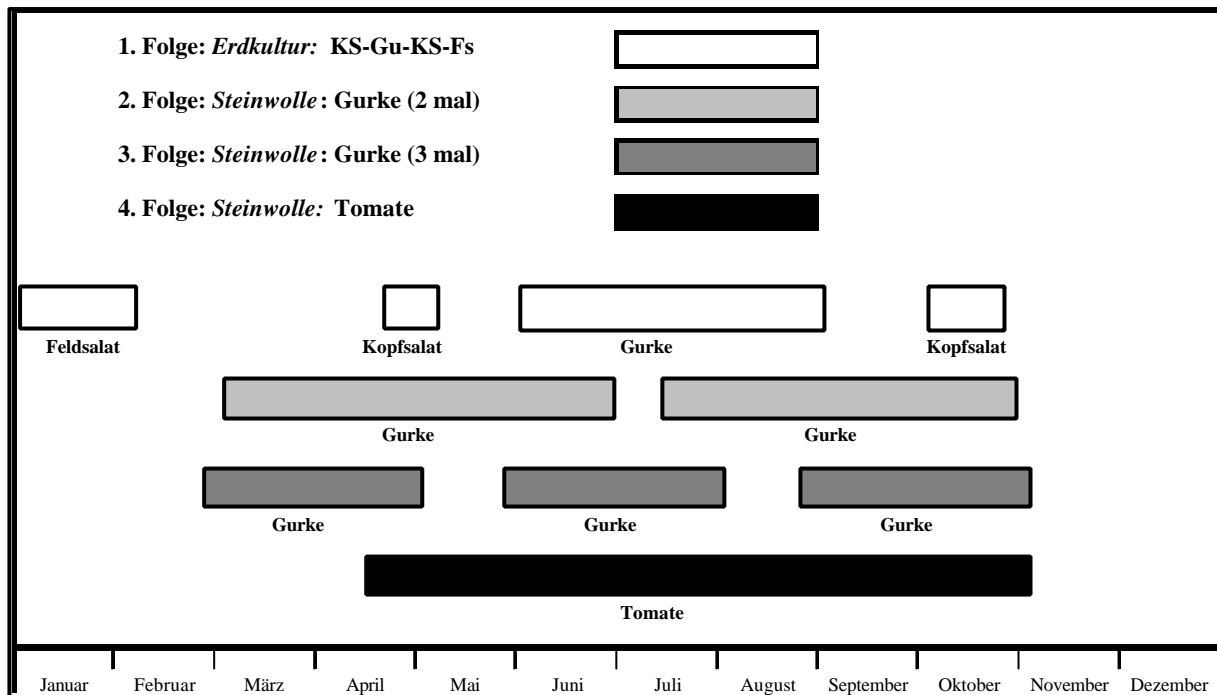 1. Folge: Erdkultur: KS-Gu-KS-Fs
2. Folge: Steinwolle: Gurke (2 mal)
3. Folge: Steinwolle: Gurke (3 mal)
4. Folge: Steinwolle: Tomate
Feldsalat Kopfsalat Gurke Kopfsalat
Gurke Gurke
Gurke Gurke Gurke
Tomate
Januar Februar März April Mai Juni Juli August September Oktober November Dezember